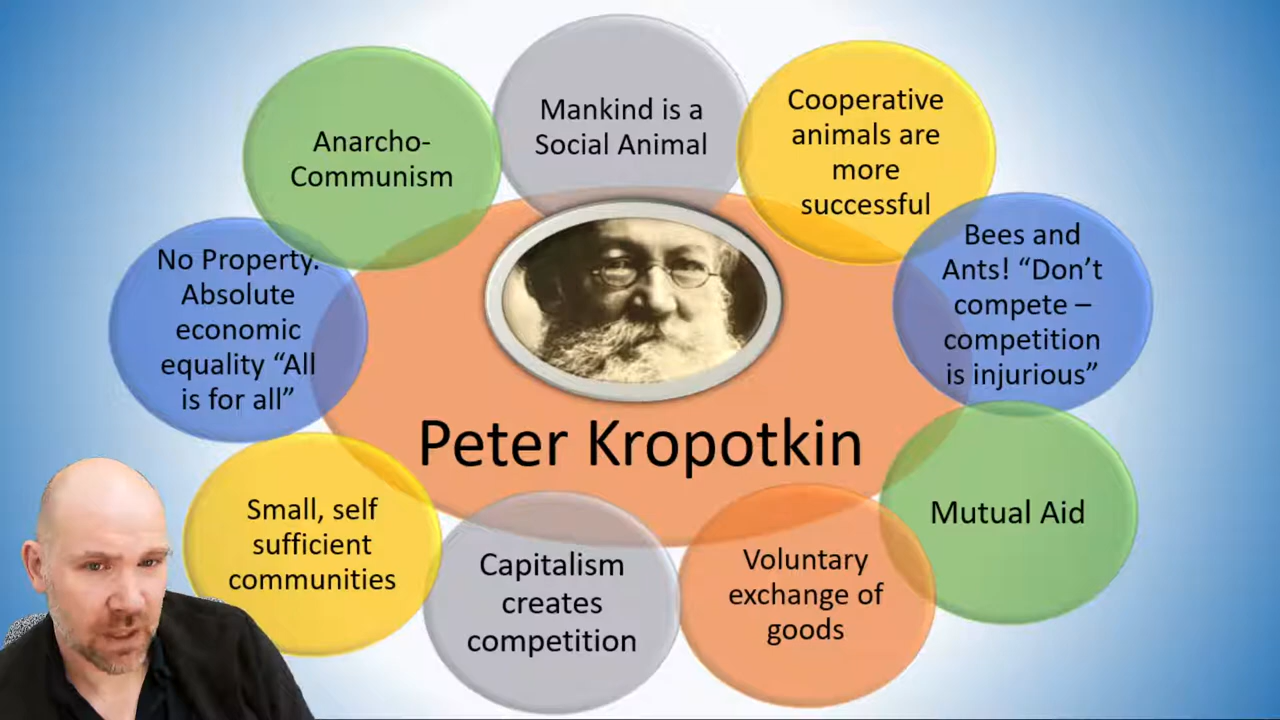 Mankind is a
Social Animal
Cooperative
animals are
more
successful
Bees and
Ants! “Don’t
compete –
competition
is injurious”
Mutual Aid
Voluntary
exchange of
goods
Capitalism
creates
competition
Small, self
sufficient
communities
No Property.
Absolute
economic
equality “All
is for all”
Anarcho-
Communism
Peter Kropotkin